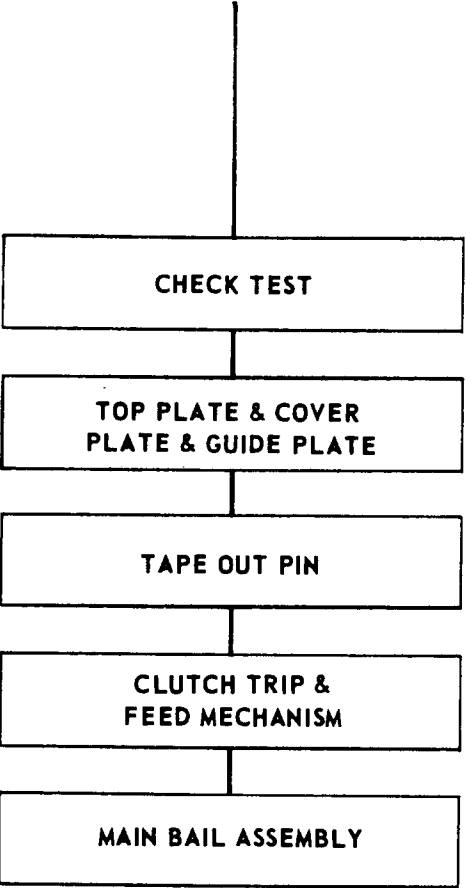 CHECK TEST
TOP PLATE & COVER
PLATE & GUIDE PLATE
TAPE OUT PIN
CLUTCH TRIP &
FEED MECHANISM
MAIN BAIL ASSEMBLY